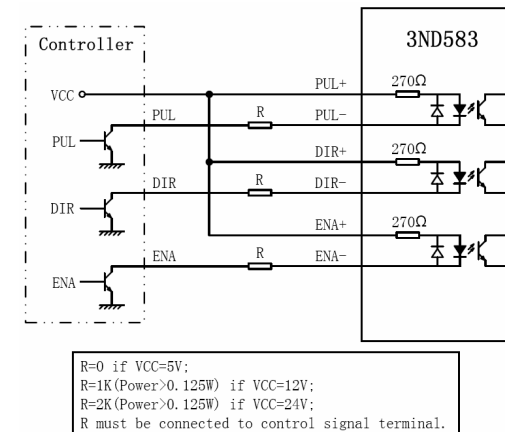 Controller
3ND583
VCC
PUL+
270Ω
PUL
R
PUL-
PUL
DIR+
270Ω
DIR
R
DIR-
DIR
ENA+
270Ω
ENA
R
ENA-
ENA
R=0 if VCC=5V;
R=1K(Power>0.125W) if VCC=12V;
R=2K(Power>0.125W) if VCC=24V;
R must be connected to control signal terminal.